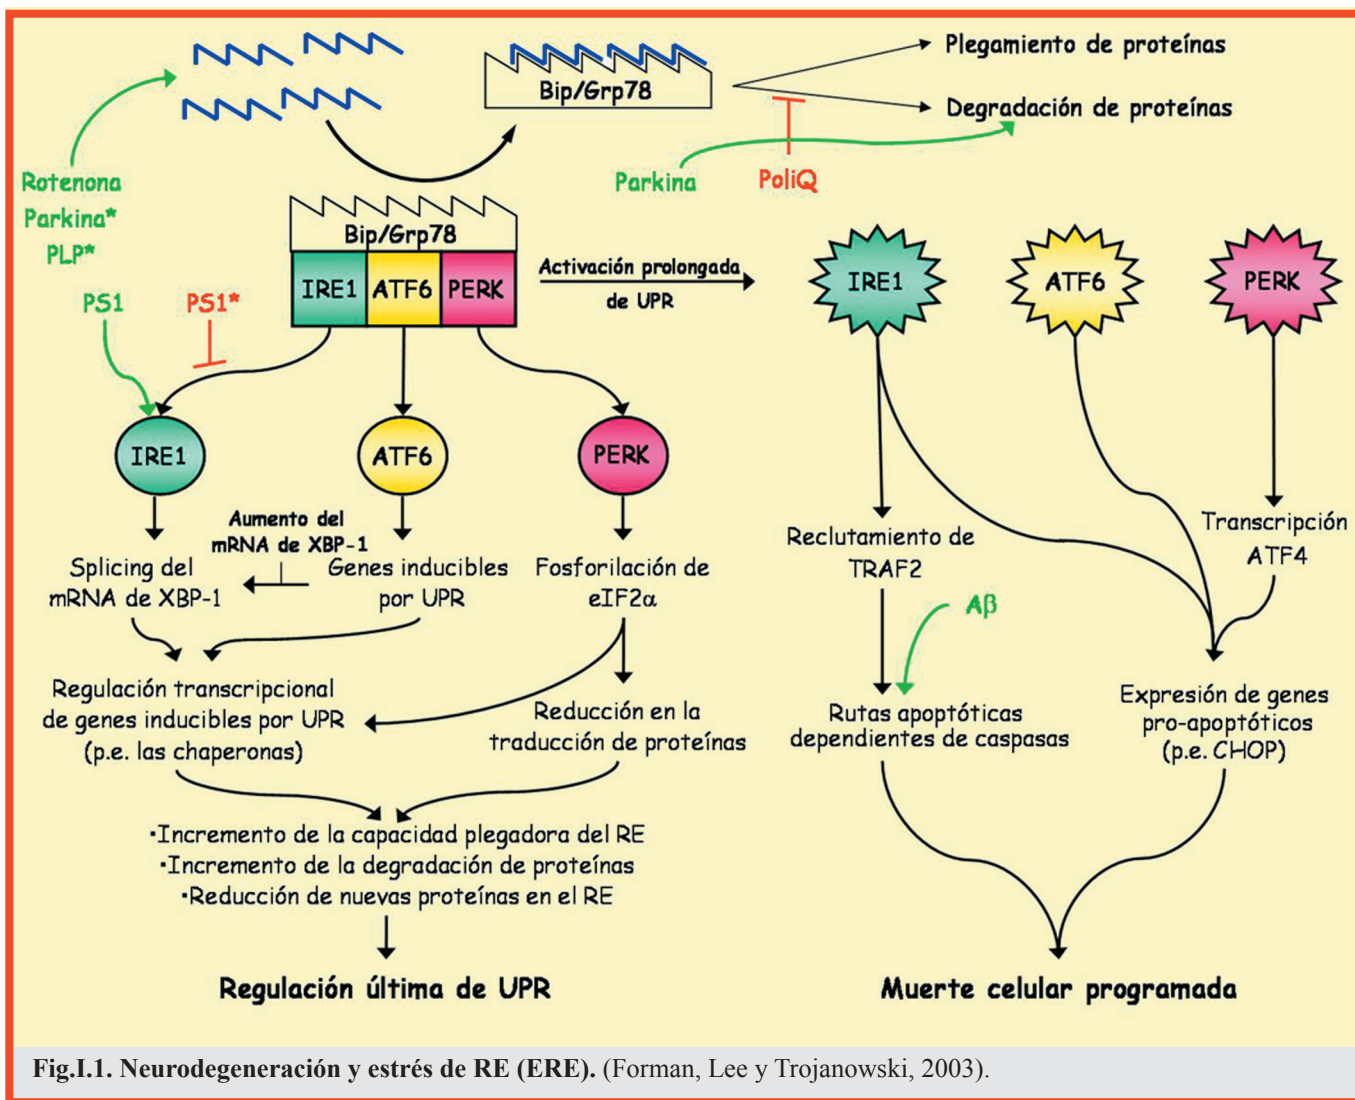 Plegamiento de proteínas
Bip/Grp78
Degradación de proteínas
Rotenona
Parkina*
PLP*
Parkina
PoliQ
Bip/Grp78
IRE1
ATF6
PERK
Activación prolongada
de UPR
IRE1
ATF6
PERK
PS1
PS1*
IRE1
ATF6
PERK
Aumento del
mRNA de XBP-1
Splicing del
mRNA de XBP-1
Genes inducibles
por UPR
Fosforilación de
eIF2α
Reclutamiento de
TRAF2
Transcripción
ATF4
Aβ
Regulación transcripcional
de genes inducibles por UPR
(p.e. las chaperonas)
Reducción en la
traducción de proteínas
Rutas apoptóticas
dependientes de caspasas
Expresión de genes
pro-apoptóticos
(p.e. CHOP)
·Incremento de la capacidad plegadora del RE
·Incremento de la degradación de proteínas
·Reducción de nuevas proteínas en el RE
Regulación última de UPR
Muerte celular programada
Fig.I.1. Neurodegeneración y estrés de RE (ERE). (Forman, Lee y Trojanowski, 2003).